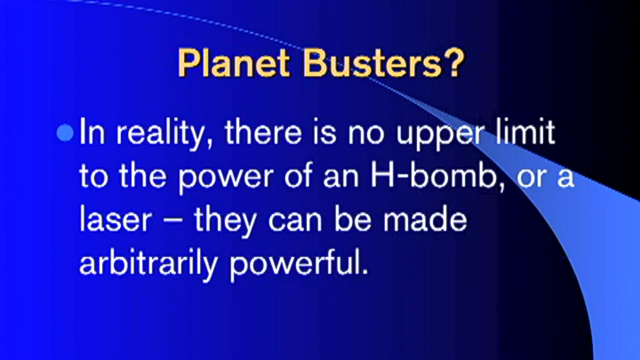 Planet Busters?
In reality, there is no upper limit
to the power of an H-bomb, or a
laser – they can be made
arbitrarily powerful.